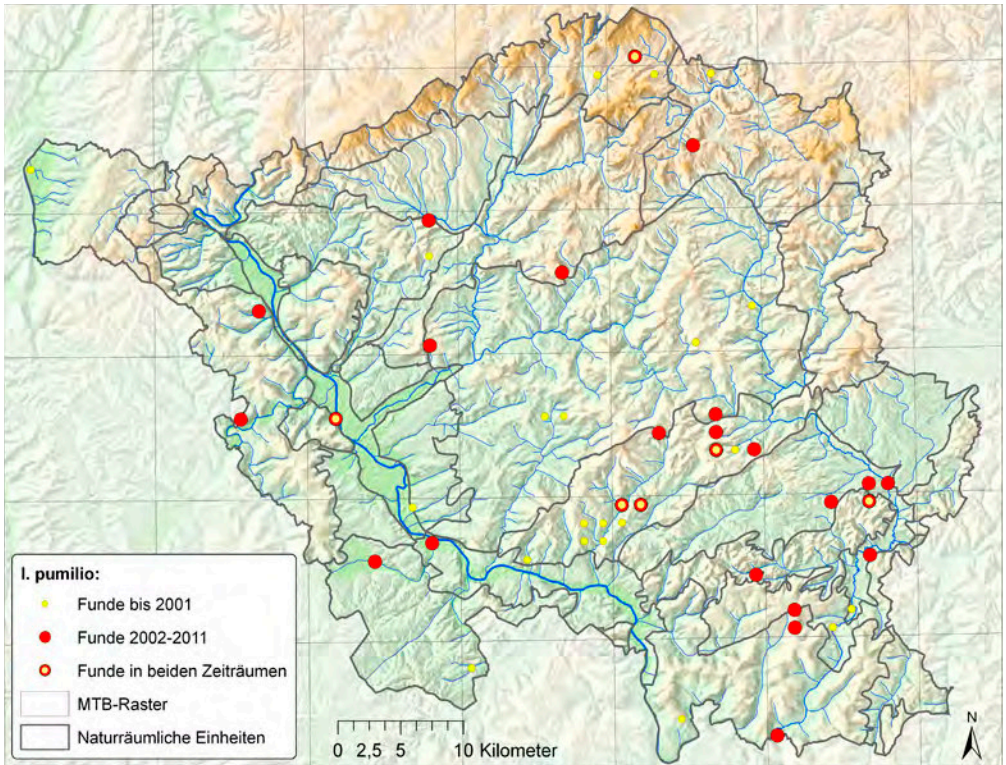 I. pumilio:
Funde bis 2001
Funde 2002-2011
Funde in beiden Zeiträumen
MTB-Raster
Naturräumliche Einheiten
0 2,5 5 10 Kilometer
N